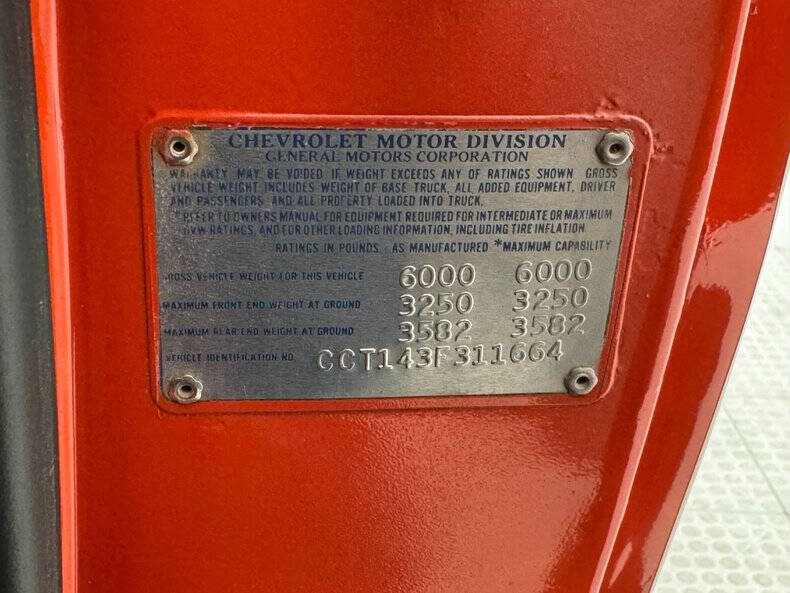 CHEVROLET MOTOR DIVISION
GENERAL MOTORS CORPORATION
WARRANTY MAY BE VOIDED IF WEIGHT EXCEEDS ANY OF RATINGS SHOWN. GROSS
VEHICLE WEIGHT INCLUDES WEIGHT OF BASE TRUCK, ALL ADDED EQUIPMENT, DRIVER
AND PASSENGERS AND ALL PROPERTY LOADED INTO TRUCK.
*REFER TO OWNERS MANUAL FOR EQUIPMENT REQUIRED FOR INTERMEDIATE OR MAXIMUM
GVW RATINGS, AND FOR OTHER LOADING INFORMATION, INCLUDING TIRE INFLATION.
RATINGS IN POUNDS. AS MANUFACTURED *MAXIMUM CAPABILITY
GROSS VEHICLE WEIGHT FOR THIS VEHICLE 6000 6000
MAXIMUM FRONT END WEIGHT AT GROUND 3250 3250
MAXIMUM REAR END WEIGHT AT GROUND 3582 3582
VEHICLE IDENTIFICATION NO. CCT143F311664